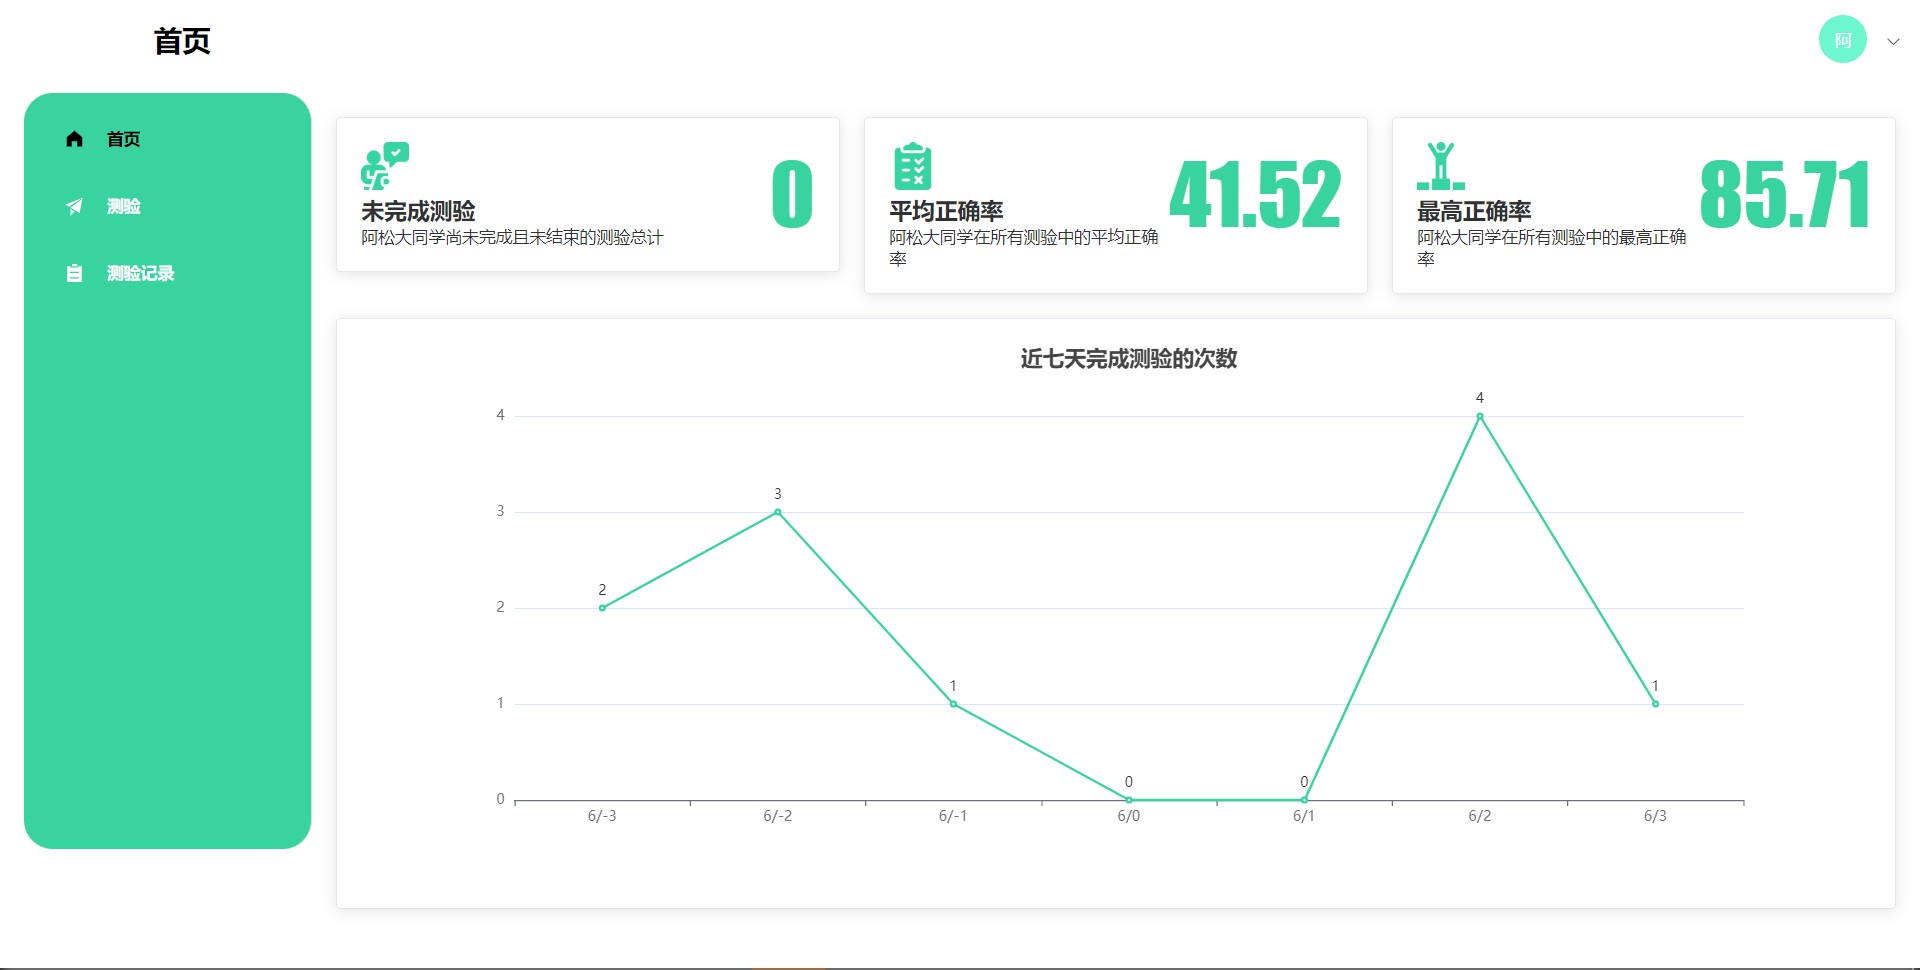 首页
阿
首页
测验
测验记录
未完成测验
阿松大同学尚未完成且未结束的测验总计
0
平均正确率
阿松大同学在所有测验中的平均正确
率
41.52
最高正确率
阿松大同学在所有测验中的最高正确
率
85.71
近七天完成测验的次数
4
3
2
1
0
2
3
1
0
0
4
1
6/-3
6/-2
6/-1
6/0
6/1
6/2
6/3